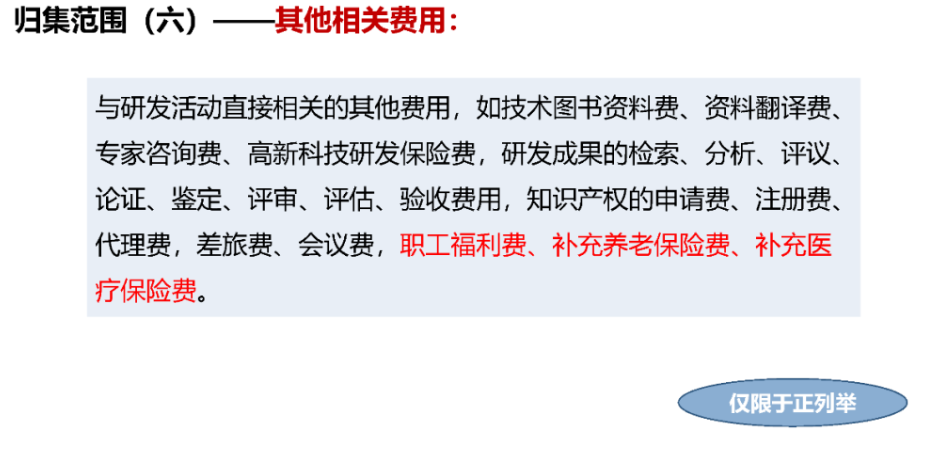 归集范围（六）——其他相关费用：
与研发活动直接相关的其他费用，如技术图书资料费、资料翻译费、
专家咨询费、高新科技研发保险费，研发成果的检索、分析、评议、
论证、鉴定、评审、评估、验收费用，知识产权的申请费、注册费、
代理费，差旅费、会议费，职工福利费、补充养老保险费、补充医
疗保险费。
仅限于正列举